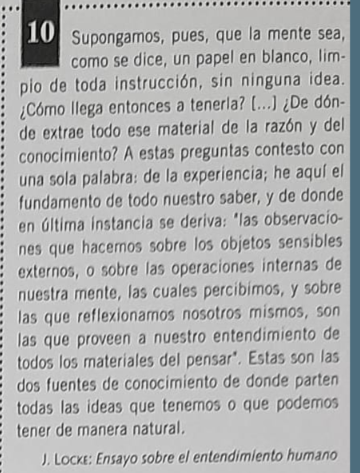 10 Supongamos, pues, que la mente sea,
como se dice, un papel en blanco, lim-
pio de toda instrucción, sin ninguna idea.
¿Cómo llega entonces a tenerla? [...] ¿De dón-
de extrae todo ese material de la razón y del
conocimiento? A estas preguntas contesto con
una sola palabra: de la experiencia; he aquí el
fundamento de todo nuestro saber, y de donde
en última instancia se deriva: "las observacio-
nes que hacemos sobre los objetos sensibles
externos, o sobre las operaciones internas de
nuestra mente, las cuales percibimos, y sobre
las que reflexionamos nosotros mismos, son
las que proveen a nuestro entendimiento de
todos los materiales del pensar". Estas son las
dos fuentes de conocimiento de donde parten
todas las ideas que tenemos o que podemos
tener de manera natural.
J. LOCKE: Ensayo sobre el entendimiento humano